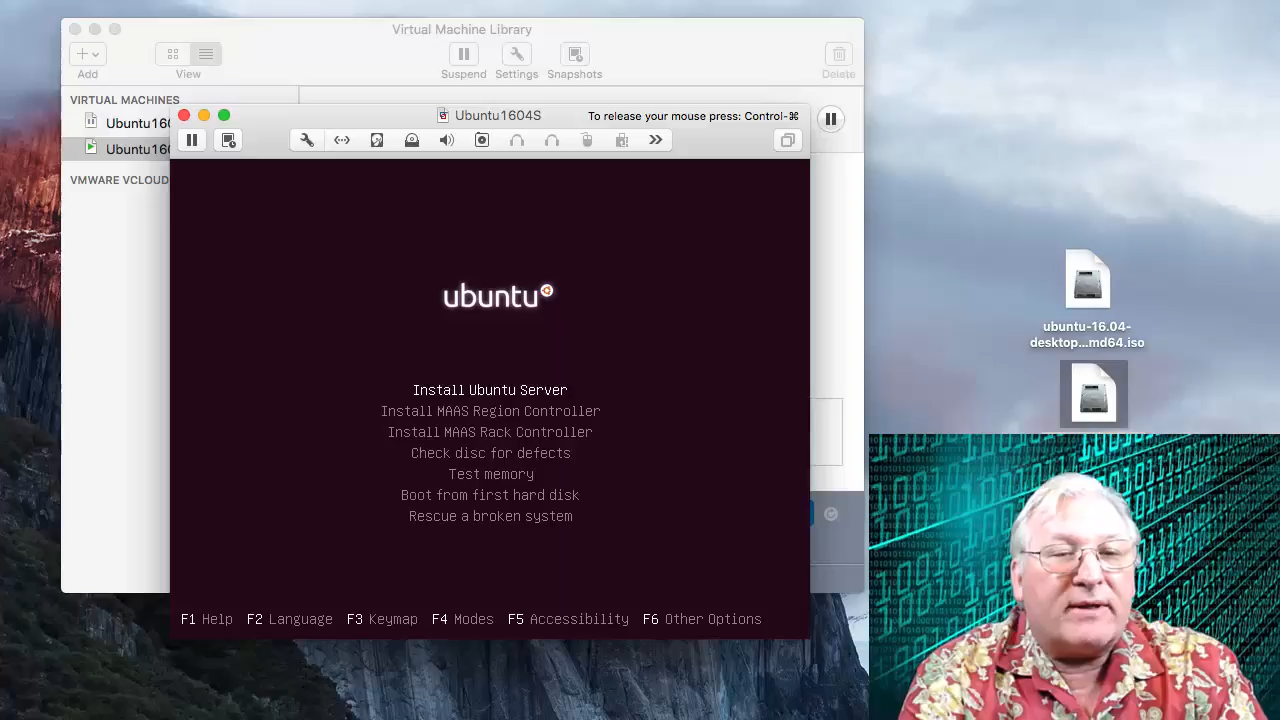 Virtual Machine Library
Add
View
Suspend
Settings
Snapshots
Delete
VIRTUAL MACHINES
Ubuntu160
Ubuntu160
VMWARE VCLOUD
Ubuntu1604S
To release your mouse press: Control-⌘
ubuntu
Install Ubuntu Server
Install MAAS Region Controller
Install MAAS Rack Controller
Check disc for defects
Test memory
Boot from first hard disk
Rescue a broken system
F1 Help F2 Language F3 Keymap F4 Modes F5 Accessibility F6 Other Options
ubuntu-16.04-
desktop...md64.iso